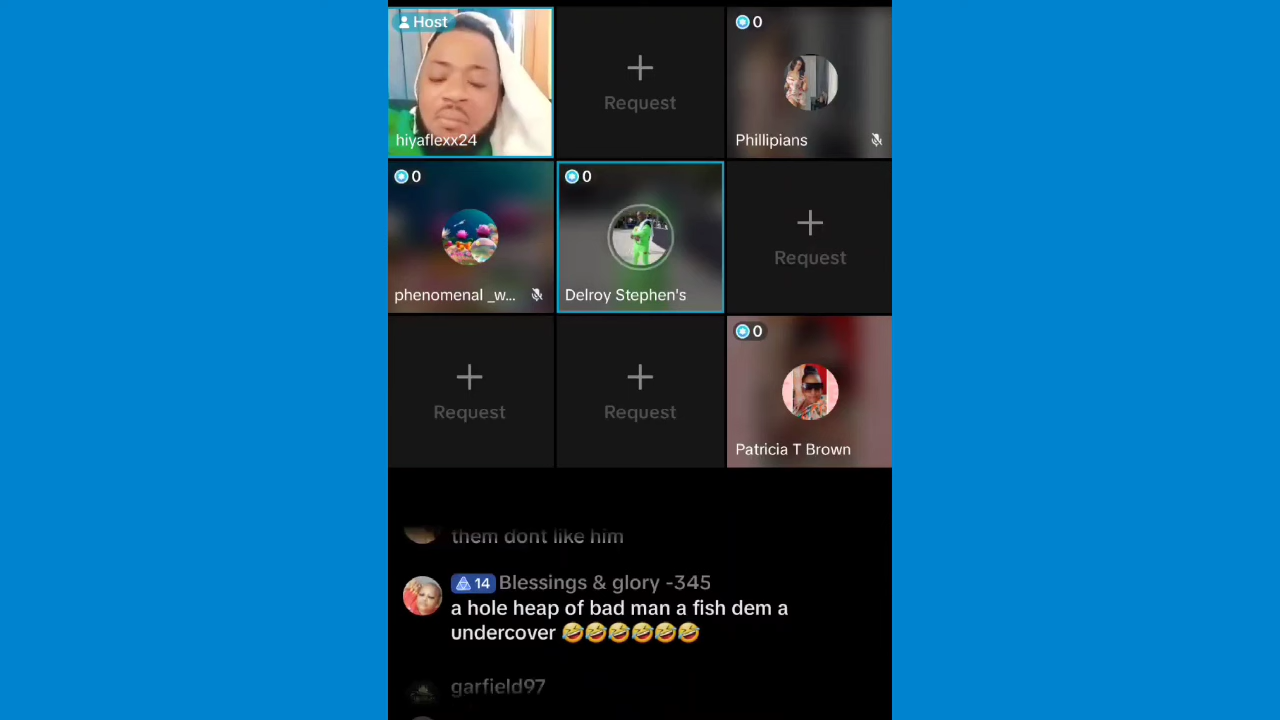 Host
hiyaflexx24
Request
0
Phillipians
0
phenomenal _w...
0
Delroy Stephen's
Request
Request
Request
0
Patricia T Brown
them dont like him
14 Blessings & glory -345
a hole heap of bad man a fish dem a
undercover 🤣🤣🤣🤣🤣🤣
garfield97